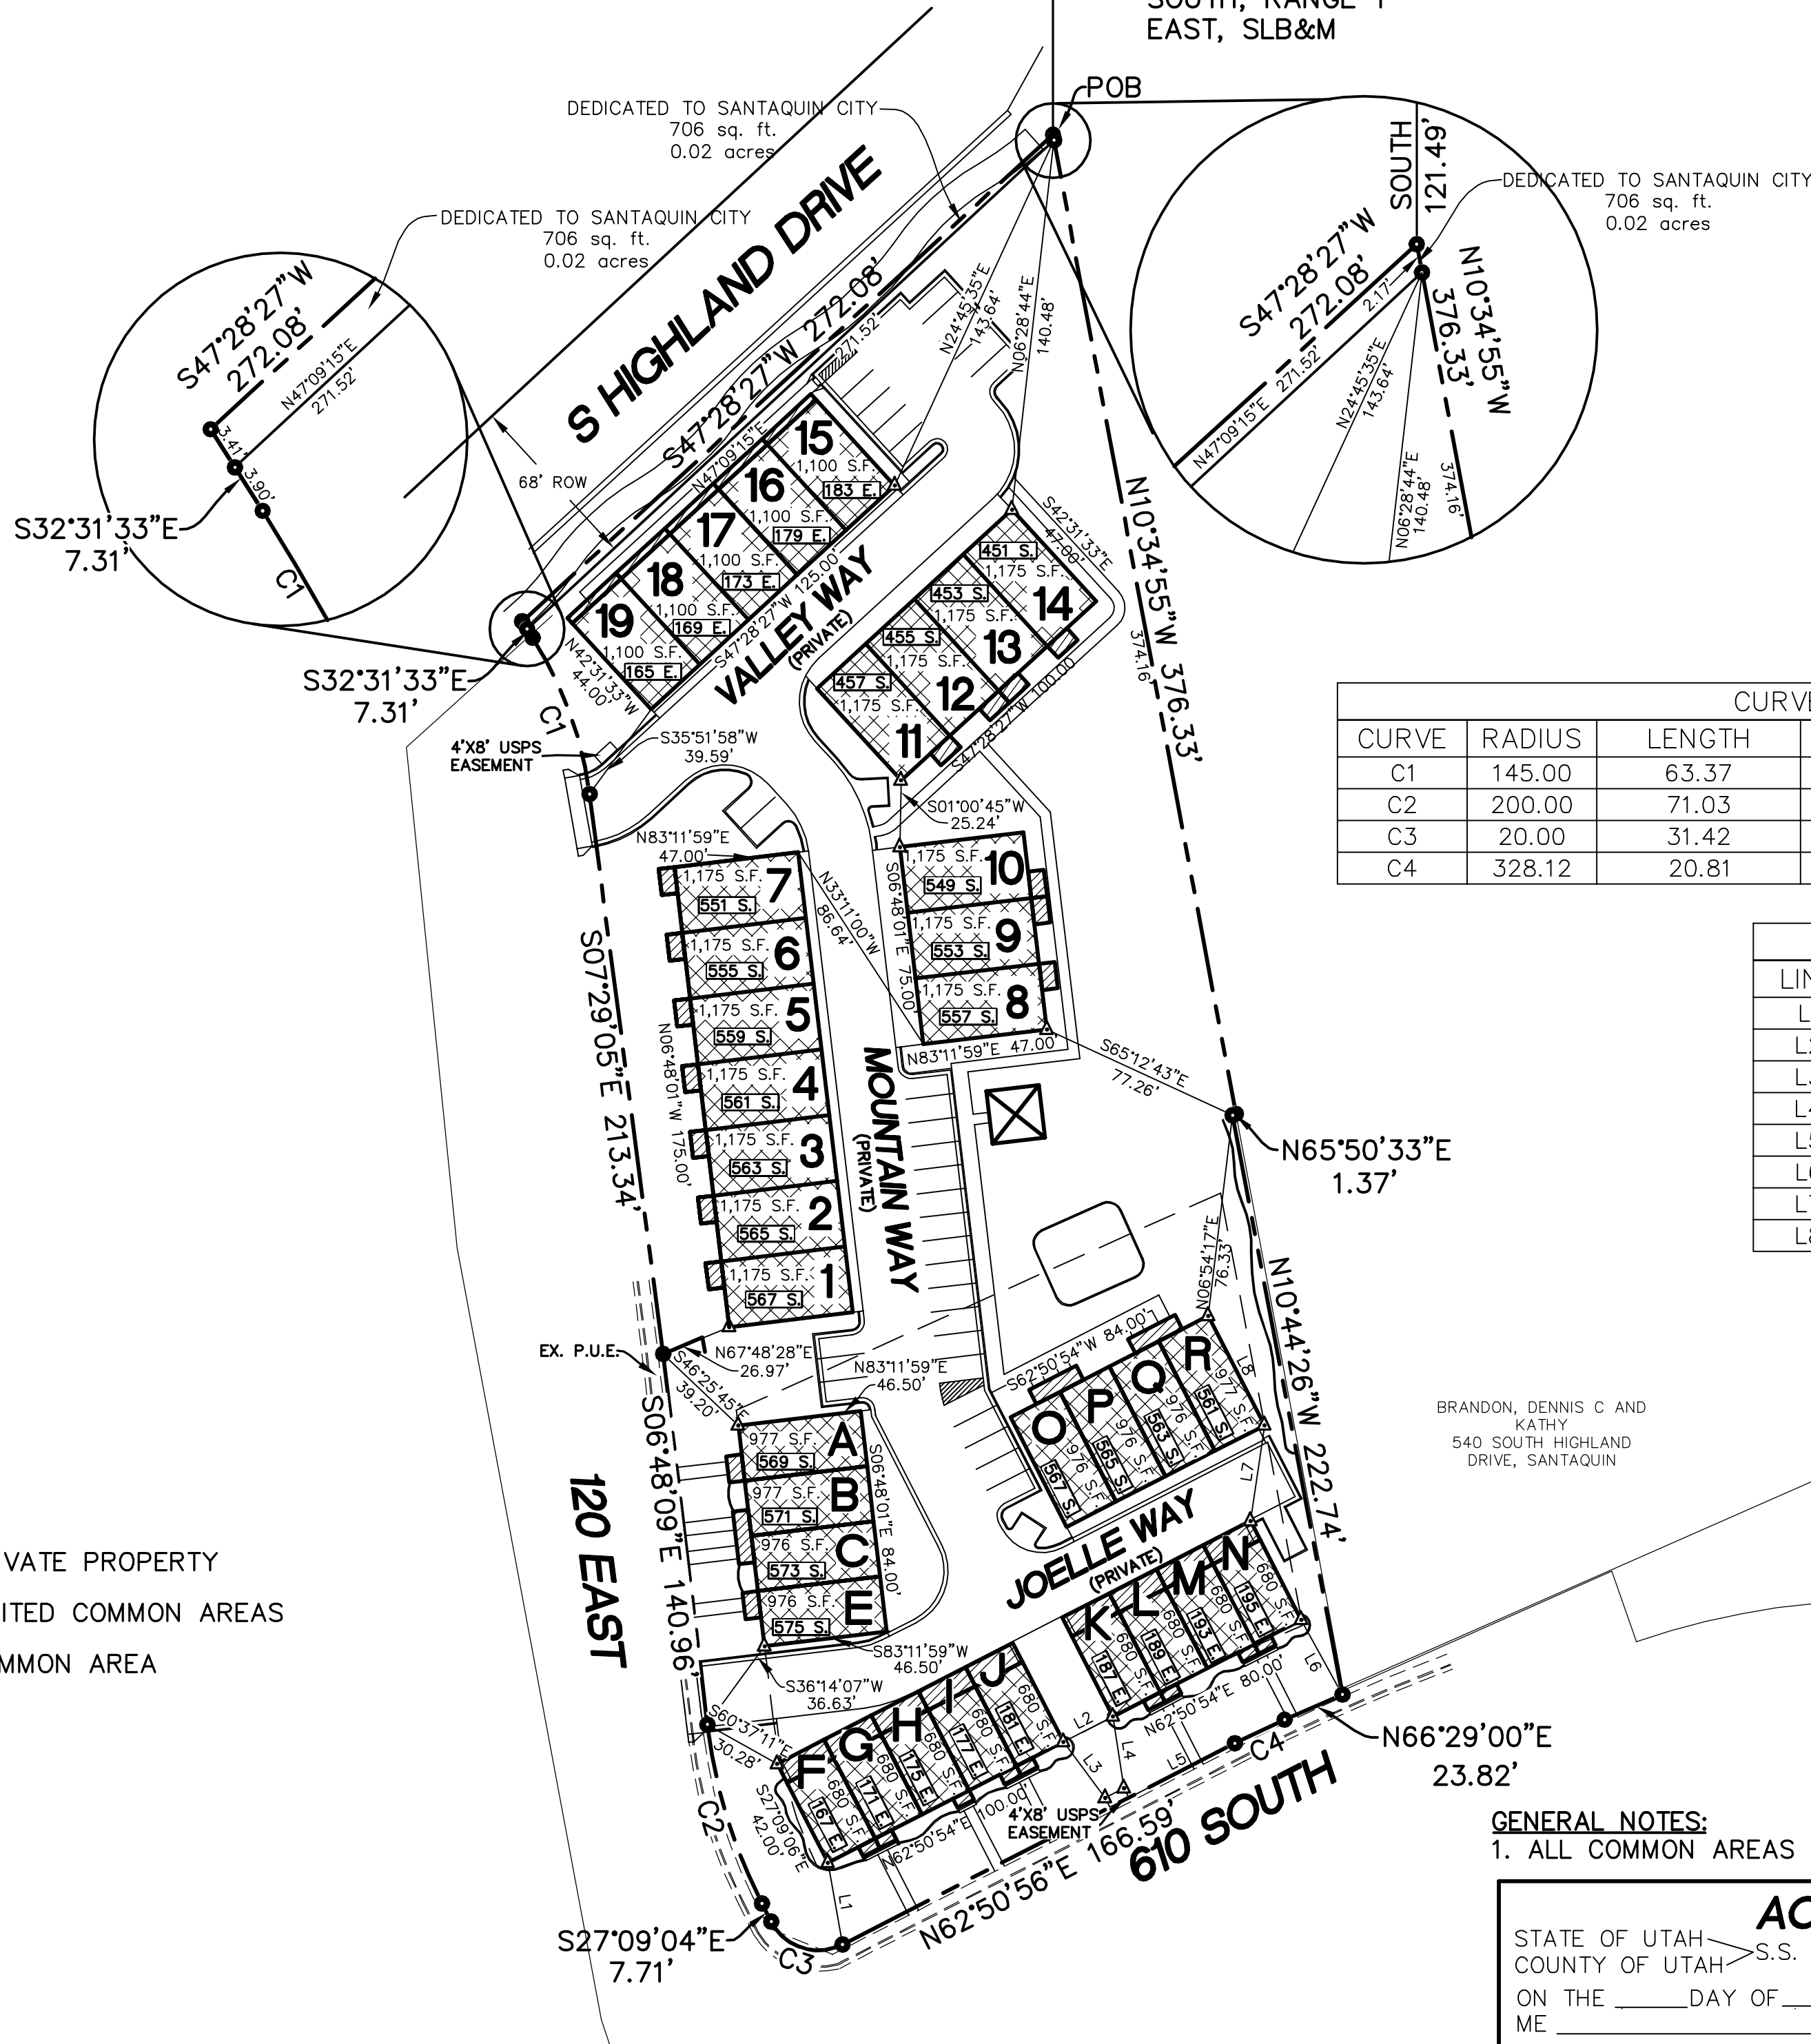 SOUTH, RANGE 1
EAST, SLB&M
POB
DEDICATED TO SANTAQUIN CITY
706 sq. ft.
0.02 acres
DEDICATED TO SANTAQUIN CITY
706 sq. ft.
0.02 acres
S47°28'27"W
272.08'
N47°09'15"E
271.52'
3.41'
3.90'
S32°31'33"E
7.31'
C1
SOUTH
121.49'
DEDICATED TO SANTAQUIN CITY
706 sq. ft.
0.02 acres
S47°28'27"W
272.08'
2.17'
N47°09'15"E 271.52'
N24°45'35"E
143.64'
N06°28'44"E
140.48'
N10°34'55"W
376.33'
374.16'
S HIGHLAND DRIVE
68' ROW
S47°28'27"W 272.08'
N47°09'15"E
271.52'
N24°45'35"E
143.64'
N06°28'44"E
140.48'
15
1,100 S.F.
183 E.
16
1,100 S.F.
179 E.
17
1,100 S.F.
173 E.
18
1,100 S.F.
169 E.
19
1,100 S.F.
165 E.
S47°28'27"W 125.00'
N42°31'33"W
44.00'
VALLEY WAY
(PRIVATE)
S32°31'33"E
7.31'
C1
4'X8' USPS
EASEMENT
S35°51'58"W
39.59'
S42°31'33"E
47.00'
451 S.
1,175 S.F.
14
453 S.
1,175 S.F.
13
455 S.
1,175 S.F.
12
457 S.
1,175 S.F.
11
S47°28'27"W 100.00
S01°00'45"W
25.24'
N10°34'55"W 376.33'
374.16'
CURVE
CURVE RADIUS LENGTH
C1 145.00 63.37
C2 200.00 71.03
C3 20.00 31.42
C4 328.12 20.81
N83°11'59"E
47.00'
1,175 S.F. 7
551 S.
1,175 S.F. 6
555 S.
1,175 S.F. 5
559 S.
1,175 S.F. 4
561 S.
1,175 S.F. 3
563 S.
1,175 S.F. 2
565 S.
1,175 S.F. 1
567 S.
N06°48'01"W 175.00'
S07°29'05"E 213.34'
N33°11'00"W
86.64'
1,175 S.F. 10
549 S.
1,175 S.F. 9
553 S.
1,175 S.F. 8
557 S.
S06°48'01"E 75.00'
N83°11'59"E 47.00'
MOUNTAIN WAY
(PRIVATE)
S65°12'43"E
77.26'
N65°50'33"E
1.37'
EX. P.U.E.
N67°48'28"E
26.97'
S46°25'45"E
39.20'
N83°11'59"E
46.50'
977 S.F. A
569 S.
977 S.F. B
571 S.
976 S.F. C
573 S.
976 S.F. E
575 S.
S06°48'01"E 84.00'
S83°11'59"W
46.50'
S06°48'09"E 140.96'
120 EAST
S36°14'07"W
36.63'
S60°37'11"E
30.28'
N06°54'17"E
76.33'
S62°50'54"W 84.00'
O
976 S.F.
567 S.
P
976 S.F.
565 S.
Q
976 S.F.
563 S.
R
977 S.F.
561 S.
L8
L7
N10°44'26"W 222.74'
BRANDON, DENNIS C AND
KATHY
540 SOUTH HIGHLAND
DRIVE, SANTAQUIN
JOELLE WAY
(PRIVATE)
K
680 S.F.
187 E.
L
680 S.F.
189 E.
M
680 S.F.
193 E.
N
680 S.F.
195 E.
N62°50'54"E 80.00'
L6
F
680 S.F.
167 E.
G
680 S.F.
171 E.
H
680 S.F.
175 E.
I
680 S.F.
177 E.
J
680 S.F.
181 E.
S27°09'06"E
42.00'
N62°50'54"E 100.00'
L2
L3
L4
L5
C4
4'X8' USPS
EASEMENT
L1
C2
S27°09'04"E
7.71'
C3
N62°50'56"E 166.59'
610 SOUTH
N66°29'00"E
23.82'
VATE PROPERTY
ITED COMMON AREAS
MMON AREA
GENERAL NOTES:
1. ALL COMMON AREAS
STATE OF UTAH
COUNTY OF UTAH
S.S.
ON THE DAY OF
ME